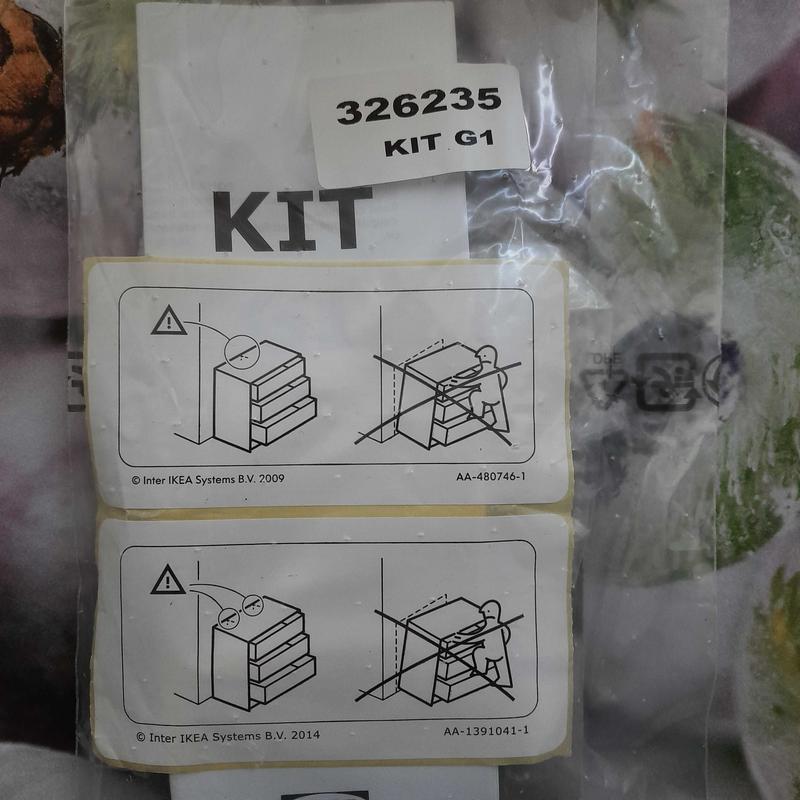 326235
KIT G1
KIT
© Inter IKEA Systems B.V. 2009 AA-480746-1
© Inter IKEA Systems B.V. 2014 AA-1391041-1